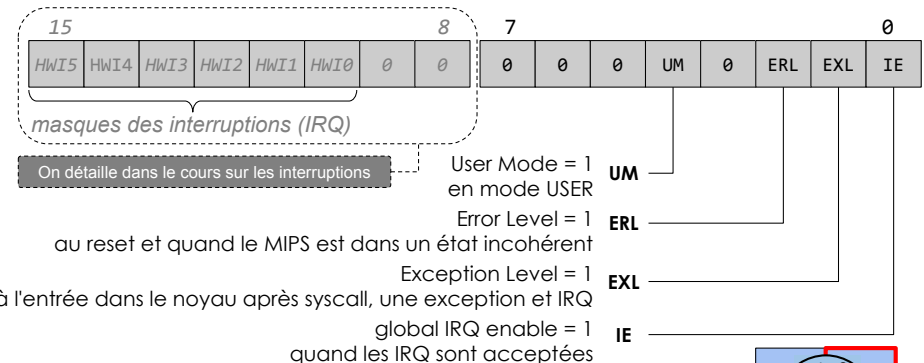 15 8 7 0
HWI5 HWI4 HWI3 HWI2 HWI1 HWI0 0 0 0 0 0 UM 0 ERL EXL IE
masques des interruptions (IRQ)
On détaille dans le cours sur les interruptions
User Mode = 1
en mode USER
UM
Error Level = 1
au reset et quand le MIPS est dans un état incohérent
ERL
Exception Level = 1
à l'entrée dans le noyau après syscall, une exception et IRQ
EXL
global IRQ enable = 1
quand les IRQ sont acceptées
IE